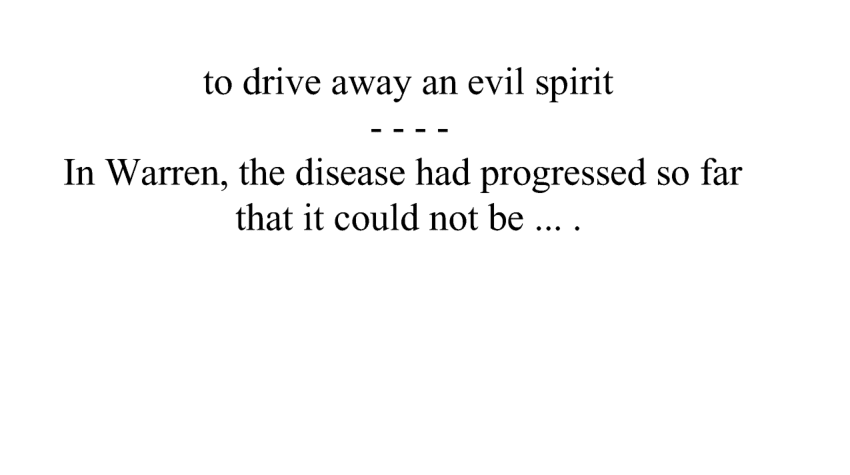 to drive away an evil spirit
- - - -
In Warren, the disease had progressed so far
that it could not be ... .